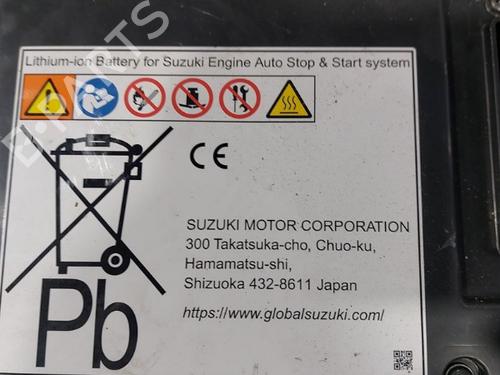 Lithium-ion Battery for Suzuki Engine Auto Stop & Start system
CE
SUZUKI MOTOR CORPORATION
300 Takatsuka-cho, Chuo-ku,
Hamamatsu-shi,
Shizuoka 432-8611 Japan
https://www.globalsuzuki.com/
Pb